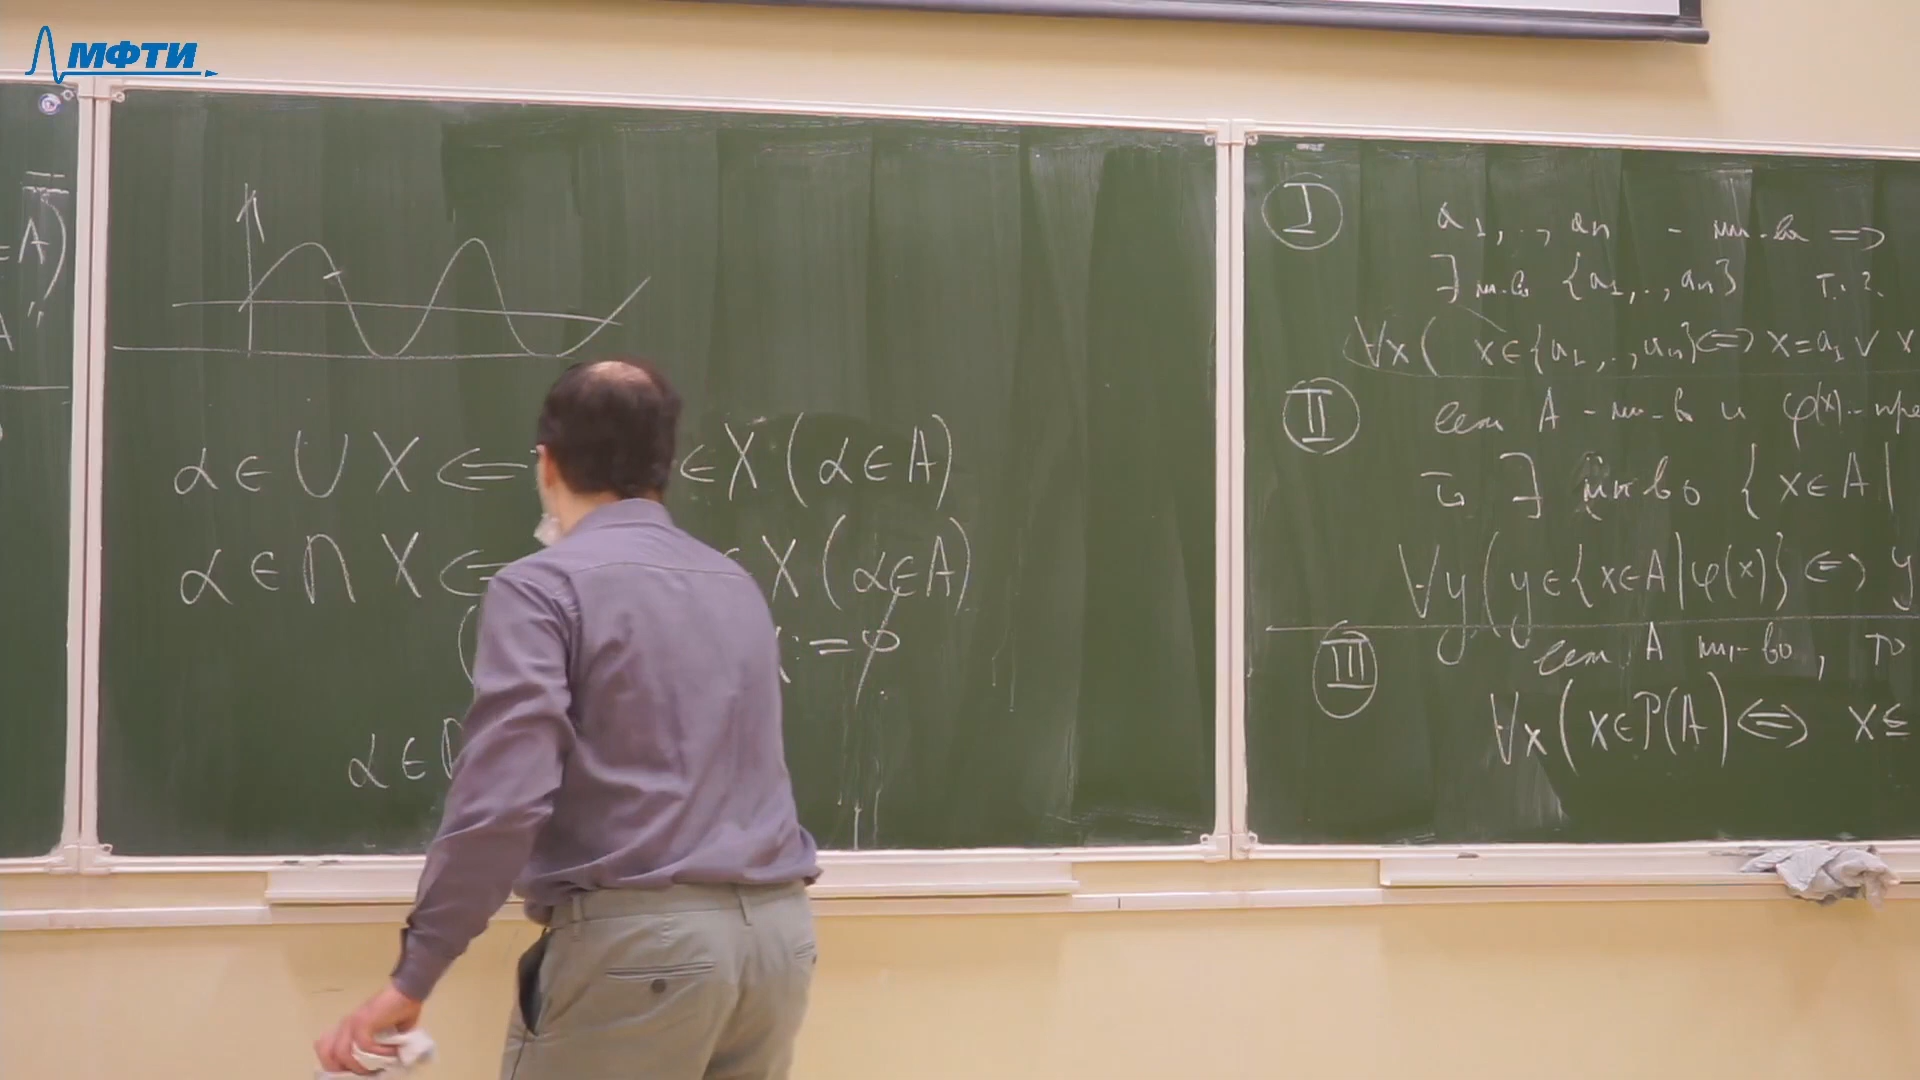 МФТИ
∈A)
α ∈ ∪ X ⇔ ∈ X (α ∈ A)
α ∈ ∩ X ⇔ X (α ∈ A)
:= φ
α ∈
I
a₁, .., aₙ - мн-ва ⇒
∃ мн-во {a₁, .., aₙ} т.ч.
∀x ( x ∈ {a₁, .., aₙ} ⇔ x = a₁ ∨ x
II
если A - мн-во и φ(x) - пре
то ∃ мн-во { x ∈ A |
∀y ( y ∈ {x ∈ A | φ(x)} ⇔ y
III
если A мн-во, то
∀x ( x ∈ P(A) ⇔ x ⊆